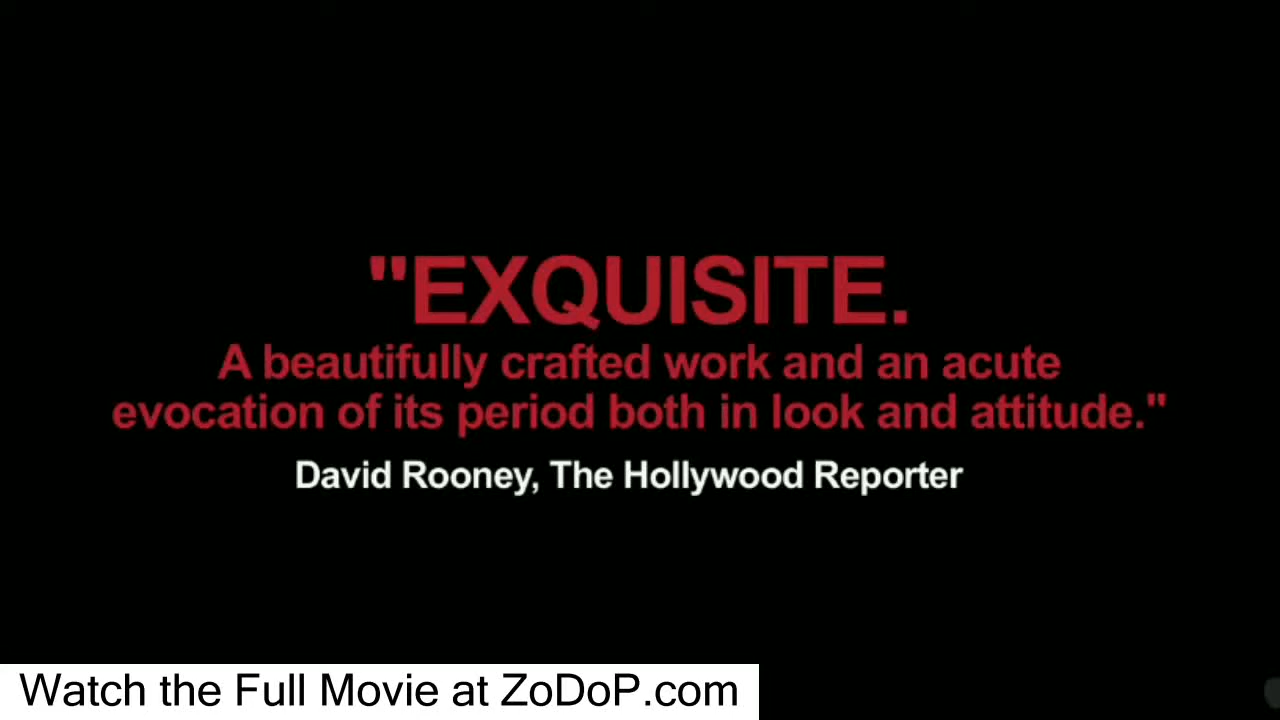 "EXQUISITE.
A beautifully crafted work and an acute
evocation of its period both in look and attitude."
David Rooney, The Hollywood Reporter
Watch the Full Movie at ZoDoP.com